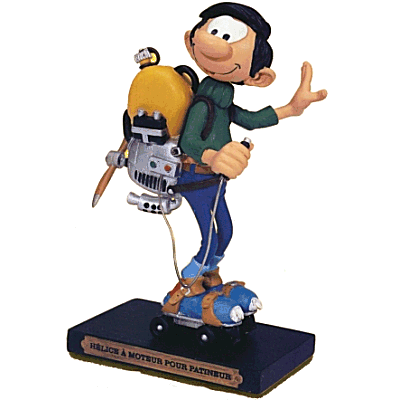 HÉLICE À MOTEUR POUR PATINEUR